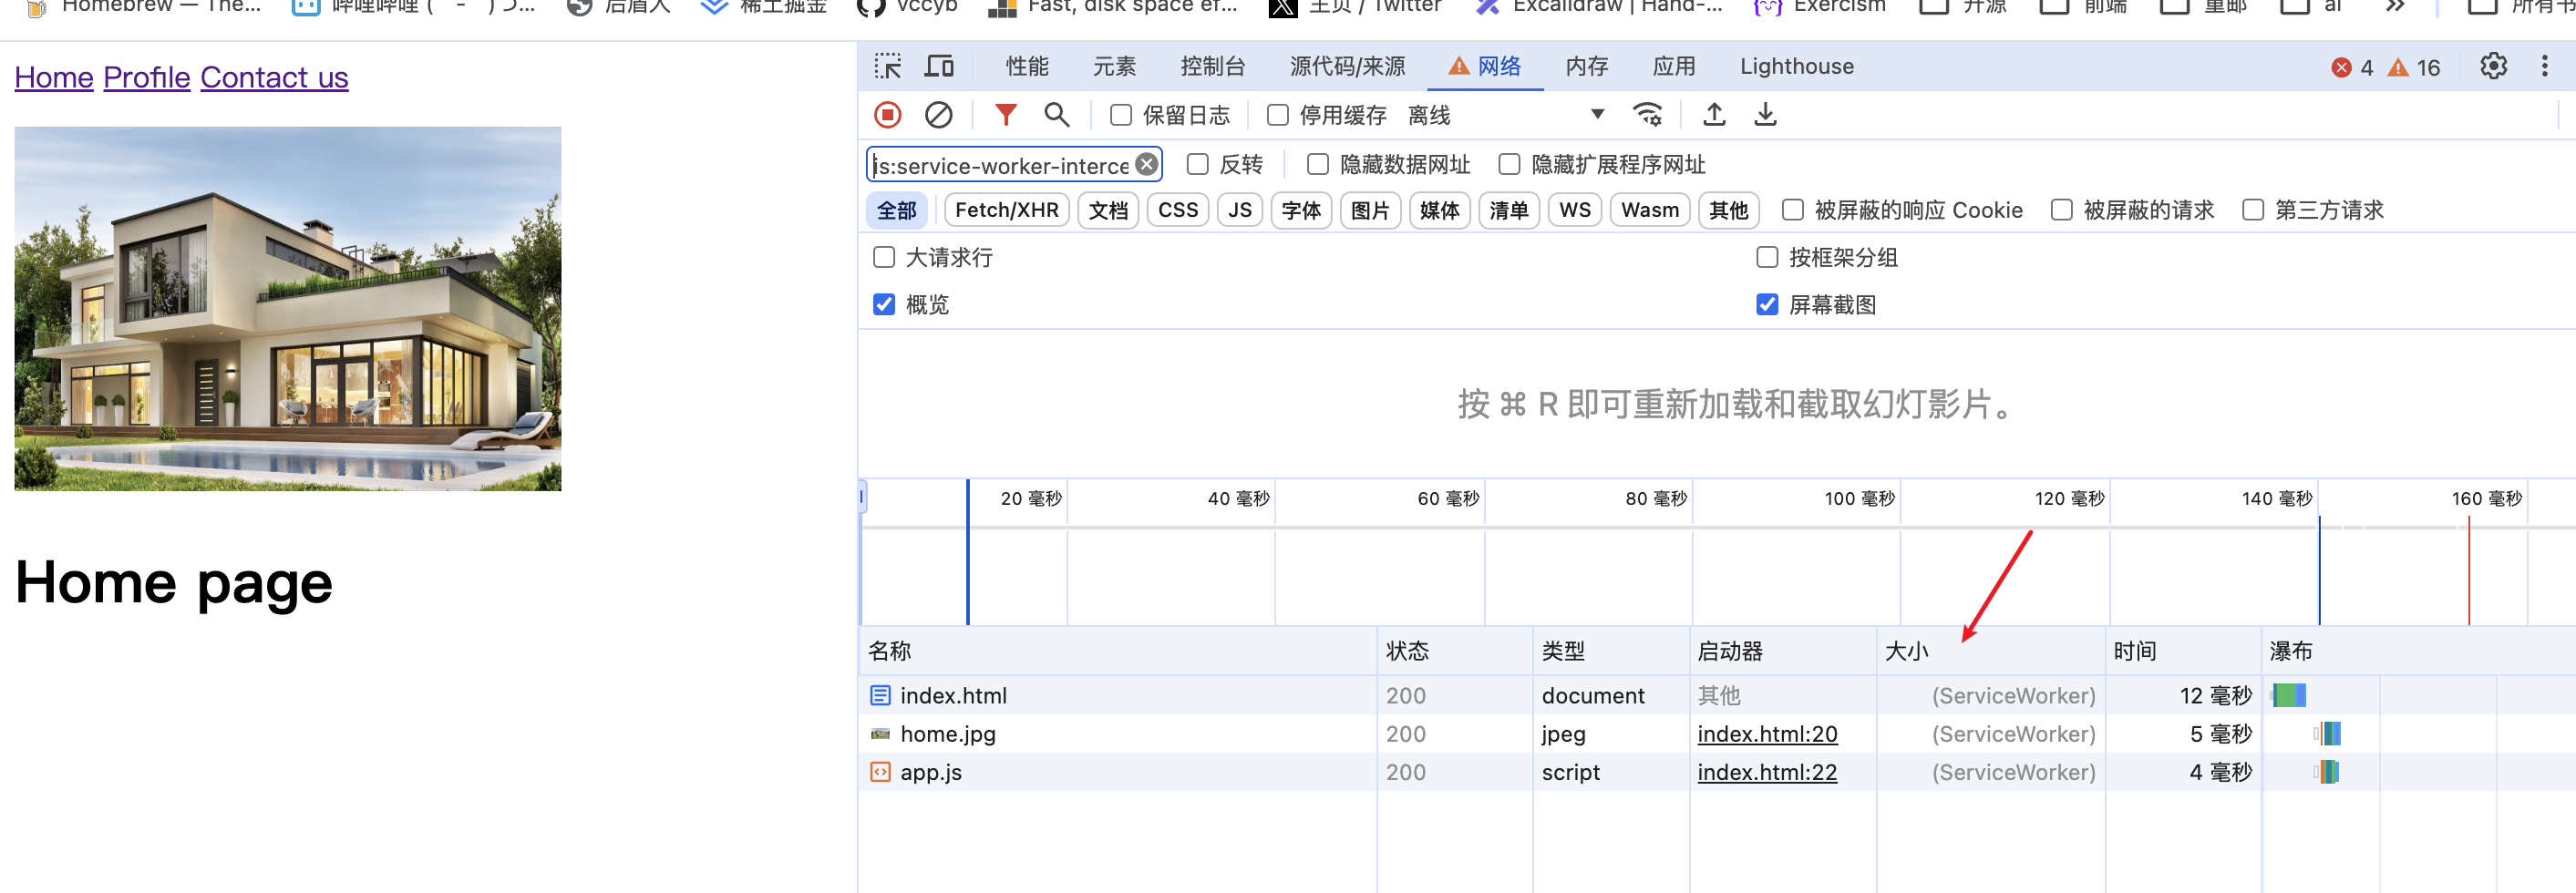 Homebrew — The...
哔哩哔哩 (゜-゜)つ...
后盾人
稀土掘金
vccyb
Fast, disk space ef...
主页 / Twitter
Excalidraw | Hand-...
Exercism
开源
前端
重邮
ai
所有书
Home Profile Contact us
Home page
性能 元素 控制台 源代码/来源 网络 内存 应用 Lighthouse 4 16
保留日志 停用缓存 离线
is:service-worker-interce 反转 隐藏数据网址 隐藏扩展程序网址
全部 Fetch/XHR 文档 CSS JS 字体 图片 媒体 清单 WS Wasm 其他 被屏蔽的响应 Cookie 被屏蔽的请求 第三方请求
大请求行 按框架分组
概览 屏幕截图
按 ⌘ R 即可重新加载和截取幻灯影片。
20 毫秒 40 毫秒 60 毫秒 80 毫秒 100 毫秒 120 毫秒 140 毫秒 160 毫秒
名称 状态 类型 启动器 大小 时间 瀑布
index.html 200 document 其他 (ServiceWorker) 12 毫秒
home.jpg 200 jpeg index.html:20 (ServiceWorker) 5 毫秒
app.js 200 script index.html:22 (ServiceWorker) 4 毫秒